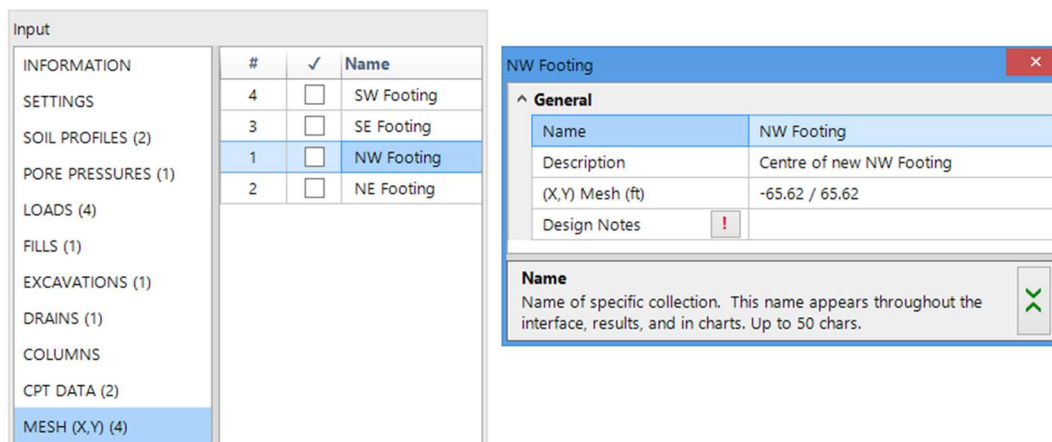 Input
INFORMATION
SETTINGS
SOIL PROFILES (2)
PORE PRESSURES (1)
LOADS (4)
FILLS (1)
EXCAVATIONS (1)
DRAINS (1)
COLUMNS
CPT DATA (2)
MESH (X,Y) (4)
# ✓ Name
4 SW Footing
3 SE Footing
1 NW Footing
2 NE Footing
NW Footing ×
^ General
Name NW Footing
Description Centre of new NW Footing
(X,Y) Mesh (ft) -65.62 / 65.62
Design Notes !
Name
Name of specific collection. This name appears throughout the
interface, results, and in charts. Up to 50 chars.